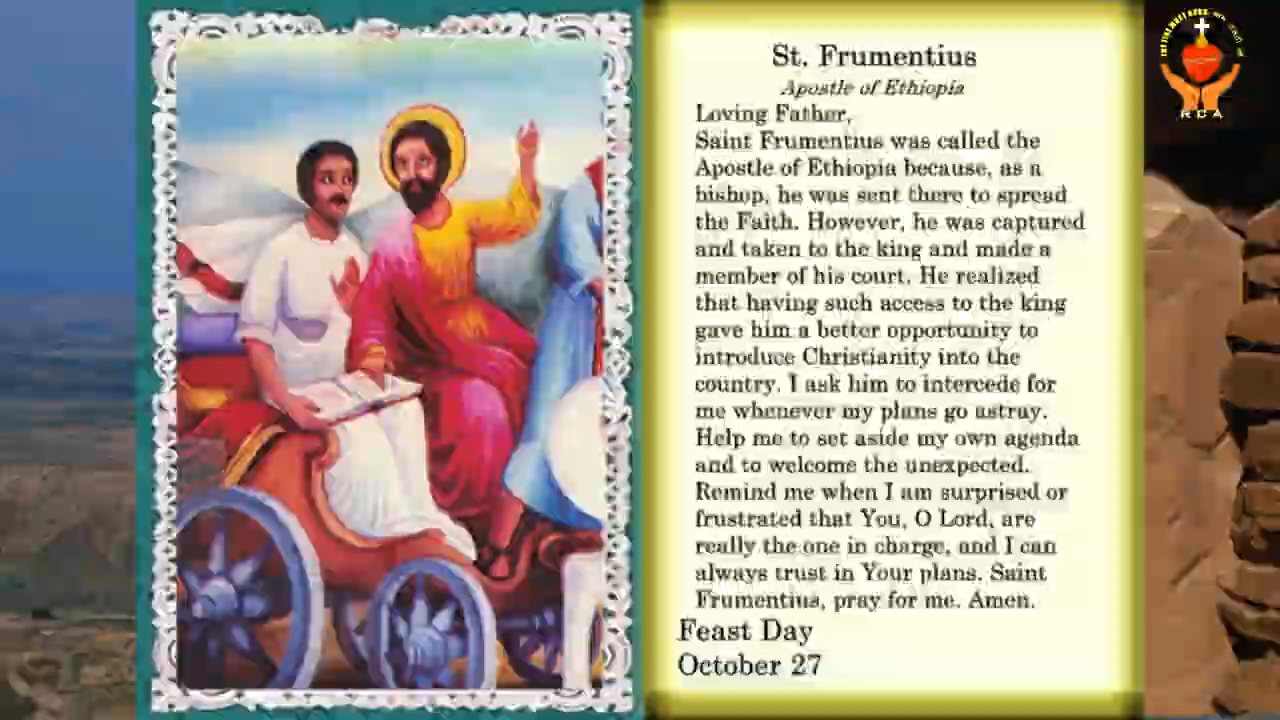 St. Frumentius
Apostle of Ethiopia
Loving Father,
Saint Frumentius was called the
Apostle of Ethiopia because, as a
bishop, he was sent there to spread
the Faith. However, he was captured
and taken to the king and made a
member of his court. He realized
that having such access to the king
gave him a better opportunity to
introduce Christianity into the
country. I ask him to intercede for
me whenever my plans go astray.
Help me to set aside my own agenda
and to welcome the unexpected.
Remind me when I am surprised or
frustrated that You, O Lord, are
really the one in charge, and I can
always trust in Your plans. Saint
Frumentius, pray for me. Amen.
Feast Day
October 27
RCA